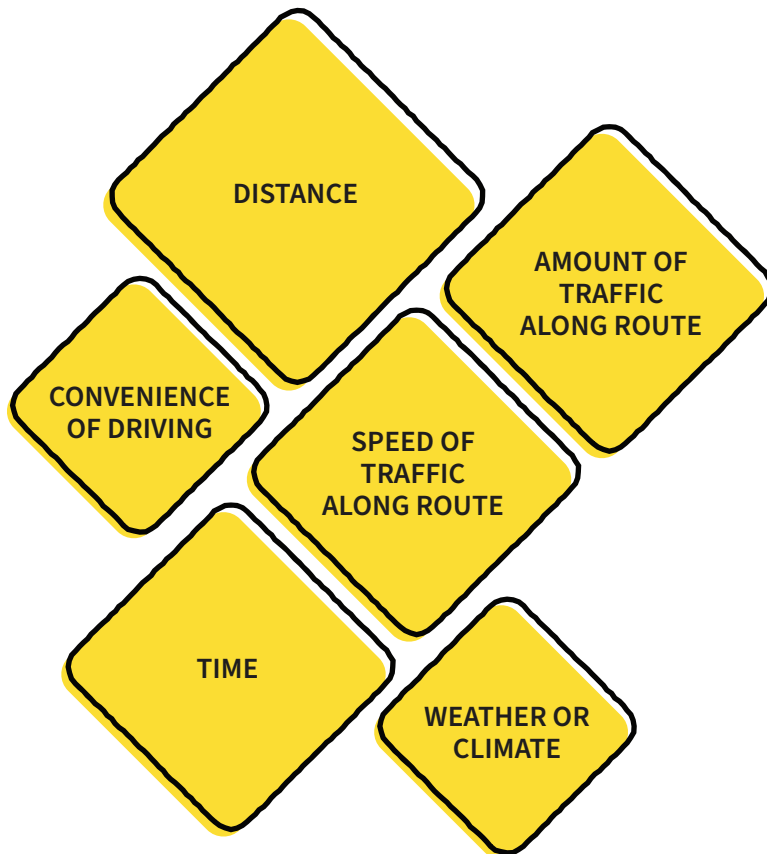 DISTANCE
AMOUNT OF
TRAFFIC
ALONG ROUTE
CONVENIENCE
OF DRIVING
SPEED OF
TRAFFIC
ALONG ROUTE
TIME
WEATHER OR
CLIMATE